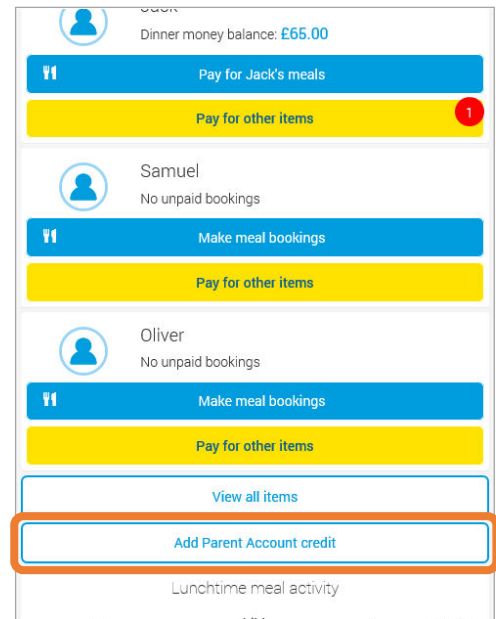 Dinner money balance: £65.00
Pay for Jack's meals
Pay for other items
1
Samuel
No unpaid bookings
Make meal bookings
Pay for other items
Oliver
No unpaid bookings
Make meal bookings
Pay for other items
View all items
Add Parent Account credit
Lunchtime meal activity